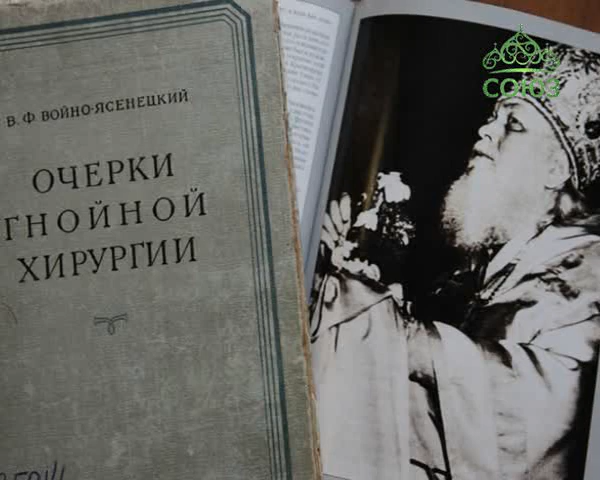 В. Ф ВОЙНО-ЯСЕНЕЦКИЙ
ОЧЕРКИ
ГНОЙНОЙ
ХИРУРГИИ
СОЮЗ